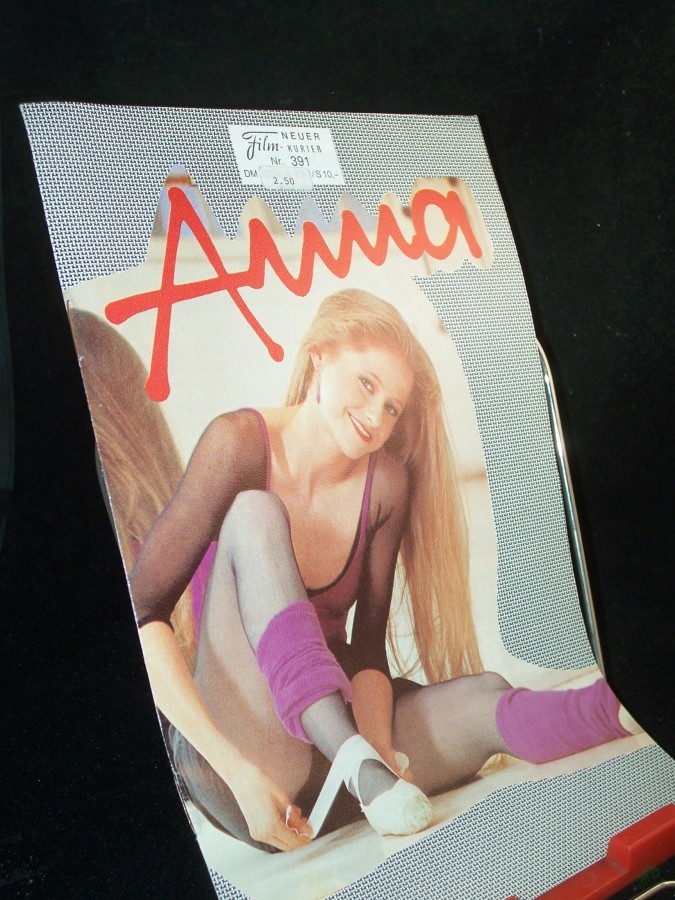 NEUER
Film- KURIER
Nr. 391
DM 2.50 /S 10,-
Anna